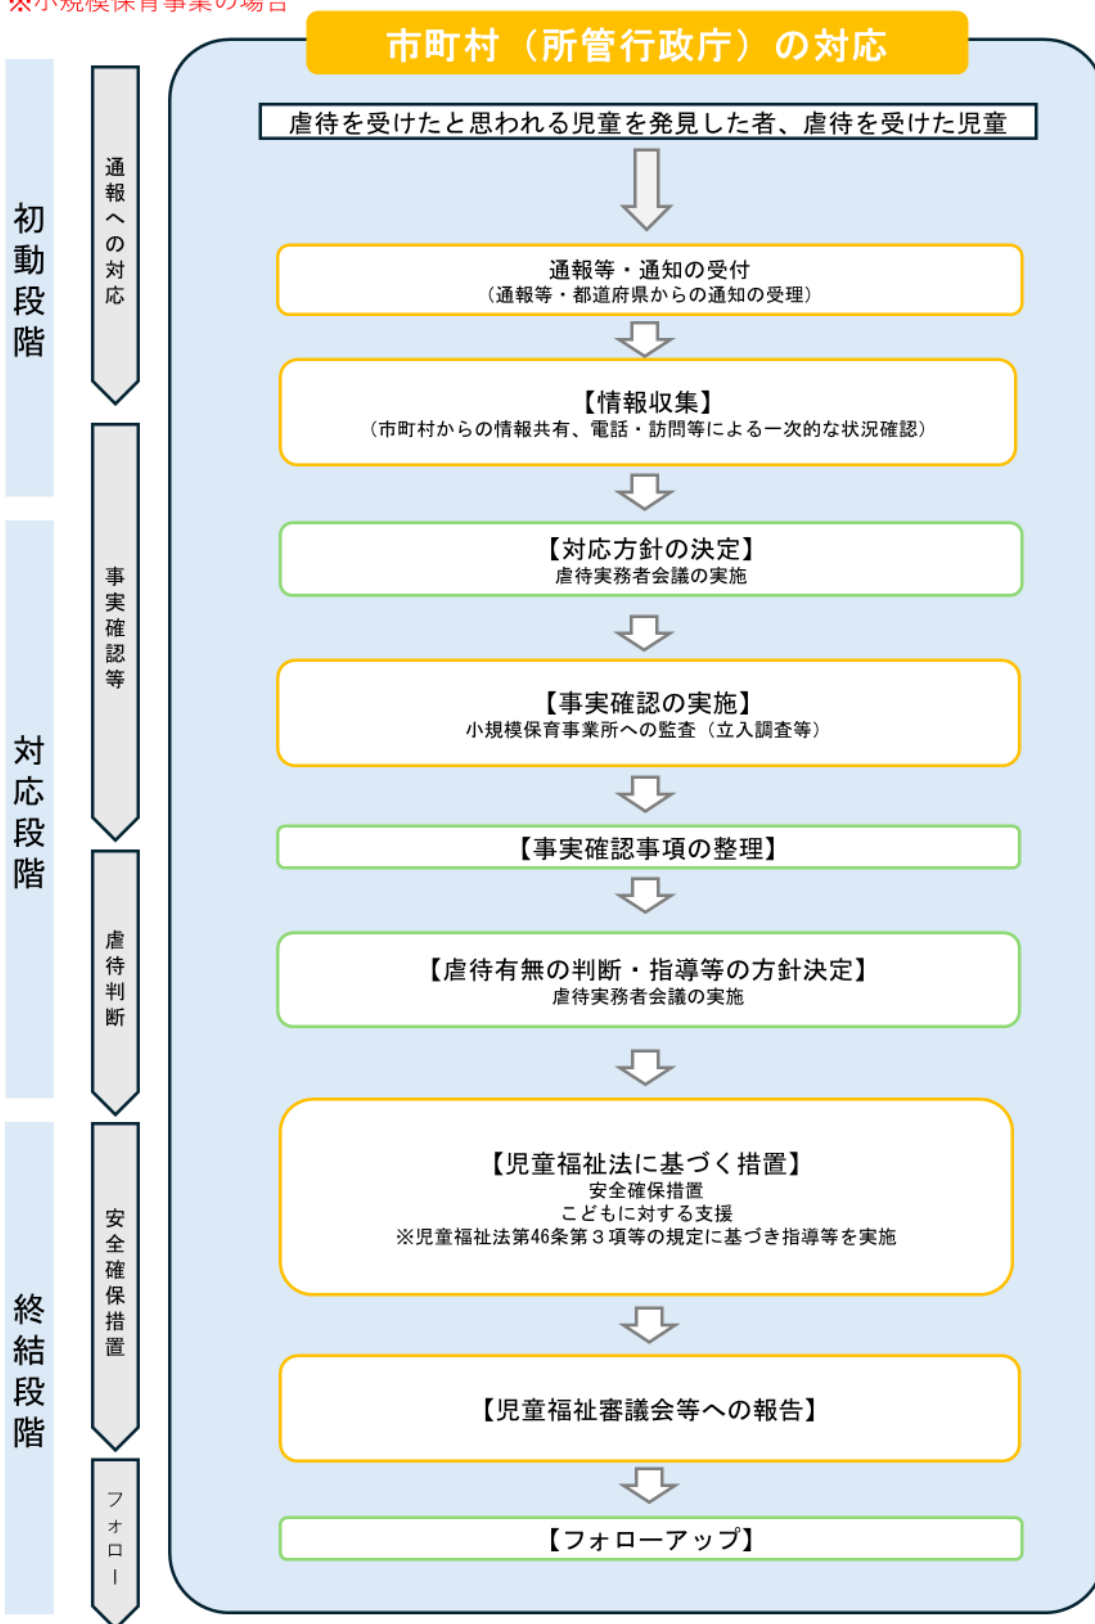 ※小規模保育事業の場合
市町村（所管行政庁）の対応
虐待を受けたと思われる児童を発見した者、虐待を受けた児童
初動段階
通報への対応
通報等・通知の受付
（通報等・都道府県からの通知の受理）
【情報収集】
（市町村からの情報共有、電話・訪問等による一次的な状況確認）
対応段階
事実確認等
【対応方針の決定】
虐待実務者会議の実施
【事実確認の実施】
小規模保育事業所への監査（立入調査等）
【事実確認事項の整理】
虐待判断
【虐待有無の判断・指導等の方針決定】
虐待実務者会議の実施
終結段階
安全確保措置
【児童福祉法に基づく措置】
安全確保措置
こどもに対する支援
※児童福祉法第46条第３項等の規定に基づき指導等を実施
【児童福祉審議会等への報告】
フォロー
【フォローアップ】